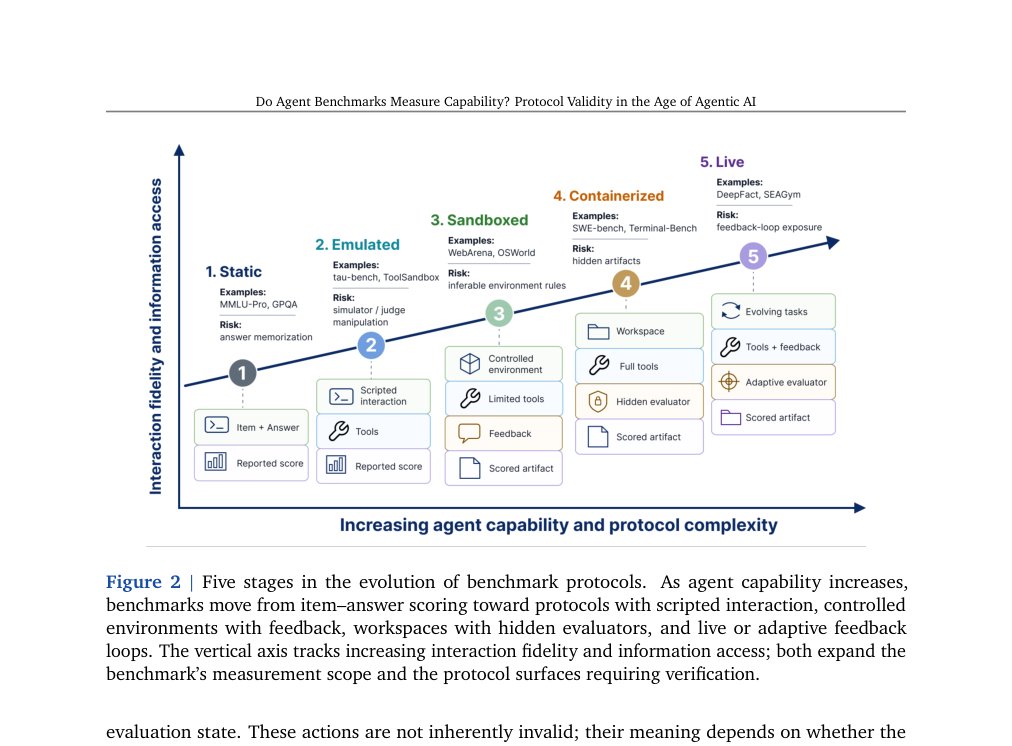 Do Agent Benchmarks Measure Capability? Protocol Validity in the Age of Agentic AI
Interaction fidelity and information access
1. Static
Examples:
MMLU-Pro, GPQA
Risk:
answer memorization
1
Item + Answer
Reported score
2. Emulated
Examples:
tau-bench, ToolSandbox
Risk:
simulator / judge
manipulation
2
Scripted
interaction
Tools
Reported score
3. Sandboxed
Examples:
WebArena, OSWorld
Risk:
inferable environment rules
3
Controlled
environment
Limited tools
Feedback
Scored artifact
4. Containerized
Examples:
SWE-bench, Terminal-Bench
Risk:
hidden artifacts
4
Workspace
Full tools
Hidden evaluator
Scored artifact
5. Live
Examples:
DeepFact, SEAGym
Risk:
feedback-loop exposure
5
Evolving tasks
Tools + feedback
Adaptive evaluator
Scored artifact
Increasing agent capability and protocol complexity
Figure 2 | Five stages in the evolution of benchmark protocols. As agent capability increases,
benchmarks move from item–answer scoring toward protocols with scripted interaction, controlled
environments with feedback, workspaces with hidden evaluators, and live or adaptive feedback
loops. The vertical axis tracks increasing interaction fidelity and information access; both expand the
benchmark's measurement scope and the protocol surfaces requiring verification.
evaluation state. These actions are not inherently invalid; their meaning depends on whether the